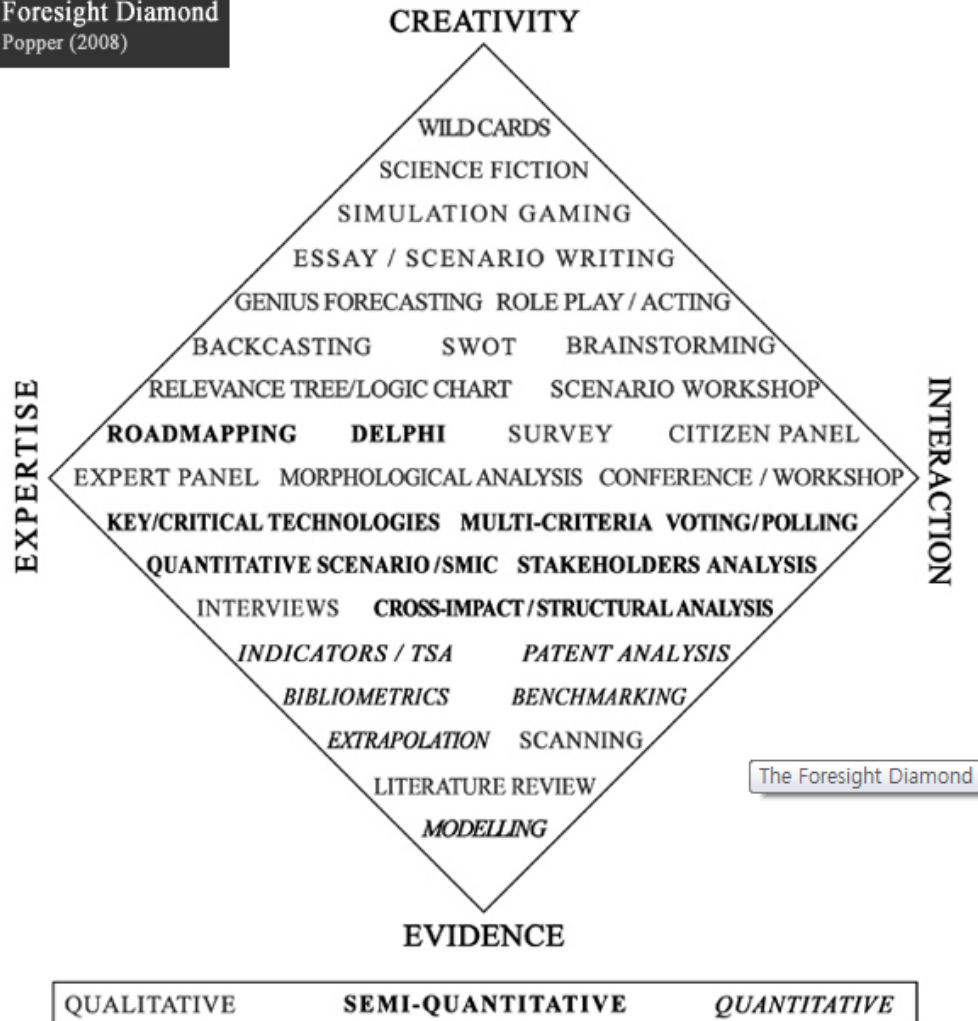 Foresight Diamond
Popper (2008)
CREATIVITY
WILD CARDS
SCIENCE FICTION
SIMULATION GAMING
ESSAY / SCENARIO WRITING
GENIUS FORECASTING ROLE PLAY / ACTING
BACKCASTING SWOT BRAINSTORMING
RELEVANCE TREE/LOGIC CHART SCENARIO WORKSHOP
EXPERTISE
INTERACTION
ROADMAPPING DELPHI SURVEY CITIZEN PANEL
EXPERT PANEL MORPHOLOGICAL ANALYSIS CONFERENCE / WORKSHOP
KEY/CRITICAL TECHNOLOGIES MULTI-CRITERIA VOTING/POLLING
QUANTITATIVE SCENARIO/SMIC STAKEHOLDERS ANALYSIS
INTERVIEWS CROSS-IMPACT/STRUCTURAL ANALYSIS
INDICATORS / TSA PATENT ANALYSIS
BIBLIOMETRICS BENCHMARKING
EXTRAPOLATION SCANNING
LITERATURE REVIEW
The Foresight Diamond
MODELLING
EVIDENCE
QUALITATIVE SEMI-QUANTITATIVE QUANTITATIVE